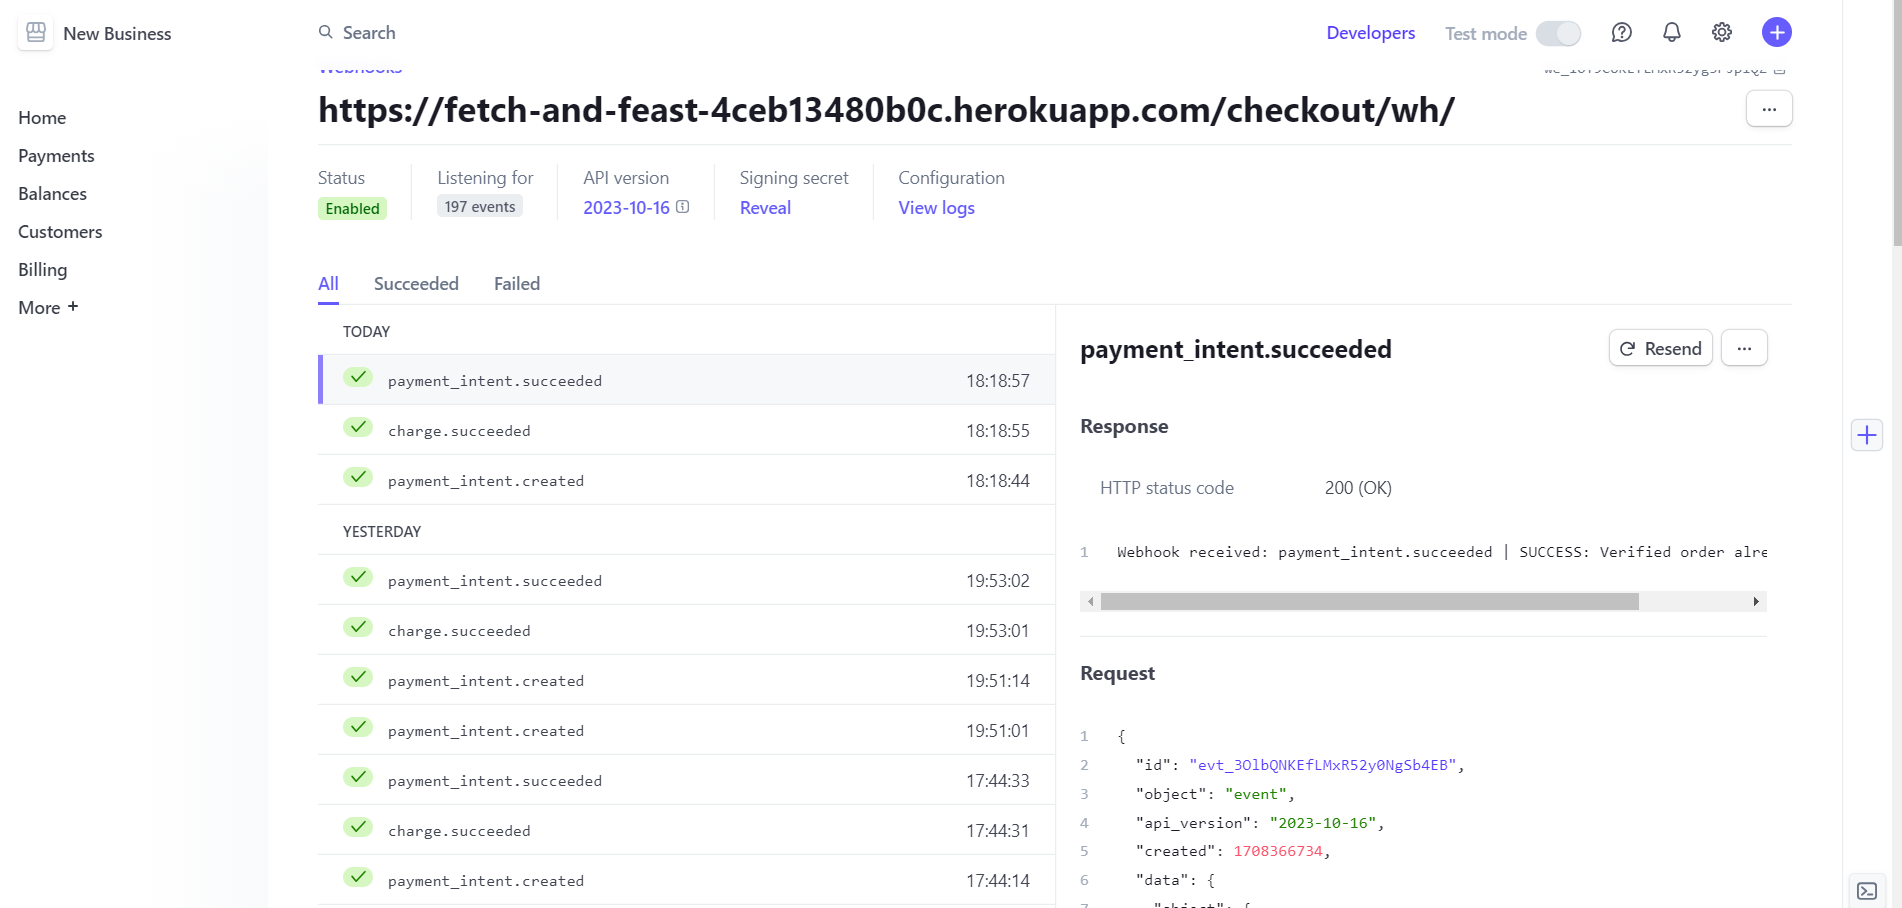 New Business
Search
Developers
Test mode
Home
Payments
Balances
Customers
Billing
More +
Webhooks
https://fetch-and-feast-4ceb13480b0c.herokuapp.com/checkout/wh/
Status
Enabled
Listening for
197 events
API version
2023-10-16
Signing secret
Reveal
Configuration
View logs
All
Succeeded
Failed
TODAY
payment_intent.succeeded 18:18:57
charge.succeeded 18:18:55
payment_intent.created 18:18:44
YESTERDAY
payment_intent.succeeded 19:53:02
charge.succeeded 19:53:01
payment_intent.created 19:51:14
payment_intent.created 19:51:01
payment_intent.succeeded 17:44:33
charge.succeeded 17:44:31
payment_intent.created 17:44:14
payment_intent.succeeded
Resend
Response
HTTP status code 200 (OK)
1 Webhook received: payment_intent.succeeded | SUCCESS: Verified order alre
Request
1 {
2 "id": "evt_3OlbQNKEfLMxR52y0NgSb4EB",
3 "object": "event",
4 "api_version": "2023-10-16",
5 "created": 1708366734,
6 "data": {
7 "object": {